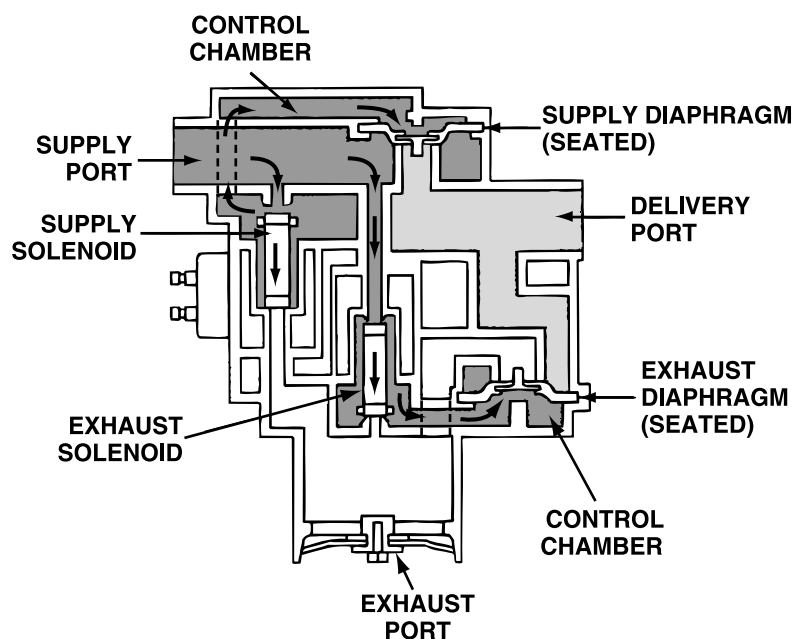 CONTROL
CHAMBER
SUPPLY DIAPHRAGM
(SEATED)
SUPPLY
PORT
SUPPLY
SOLENOID
DELIVERY
PORT
EXHAUST
DIAPHRAGM
(SEATED)
EXHAUST
SOLENOID
CONTROL
CHAMBER
EXHAUST
PORT